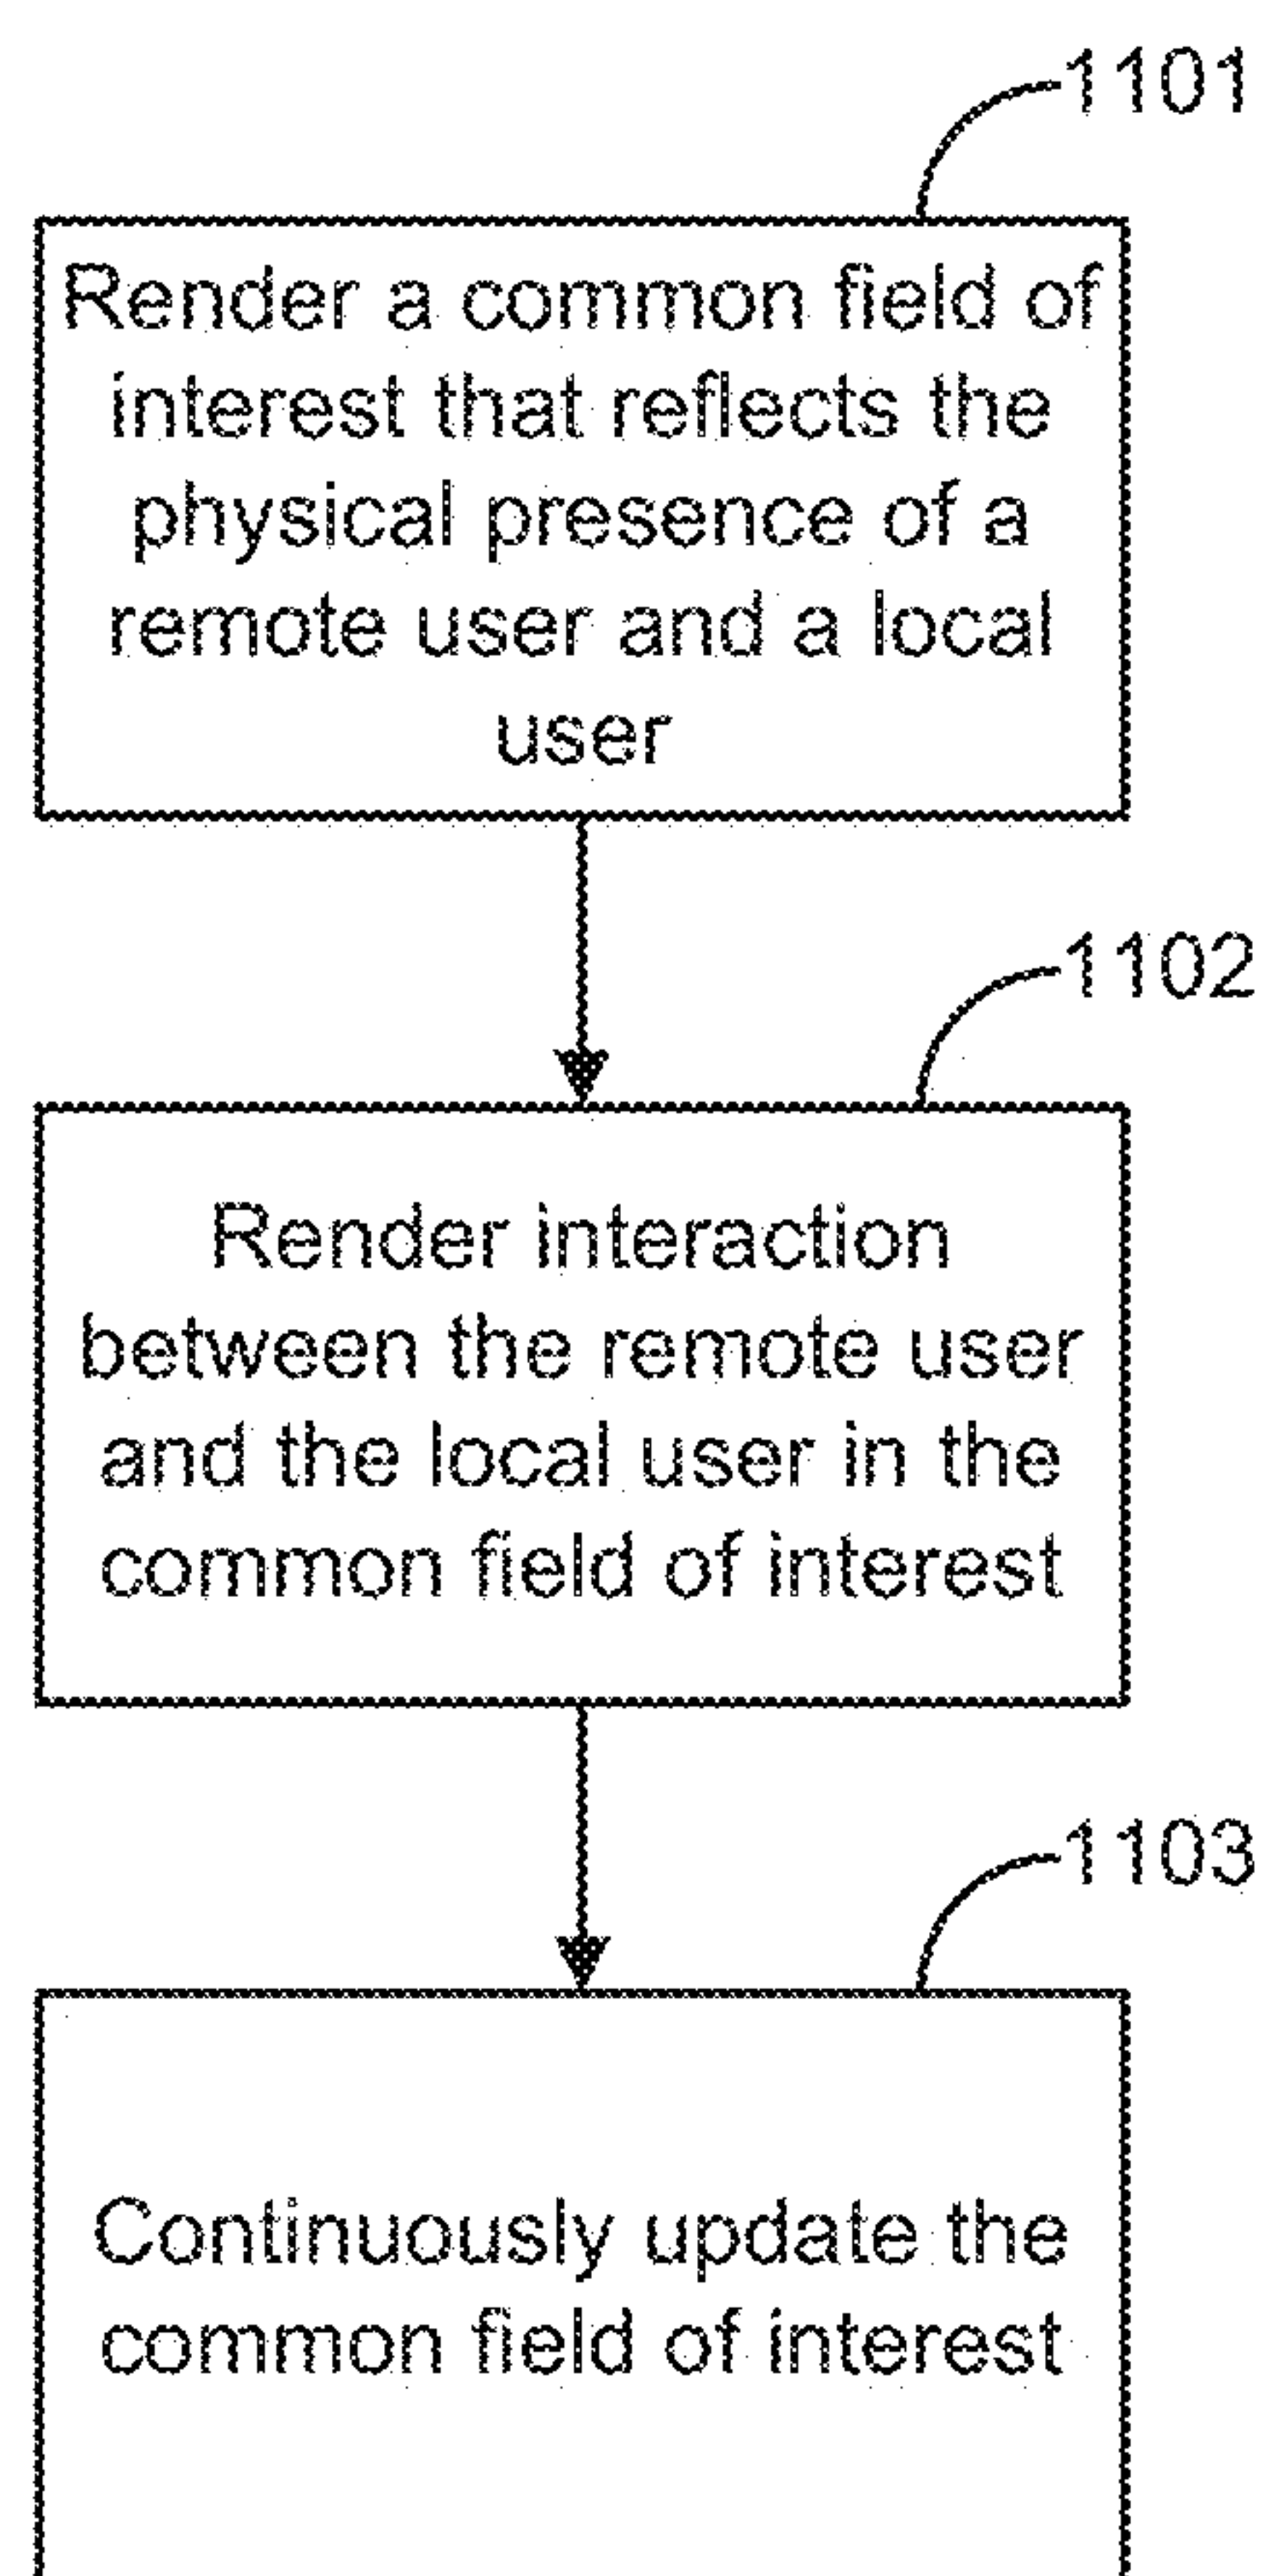 1101
Render a common field of
interest that reflects the
physical presence of a
remote user and a local
user
1102
Render interaction
between the remote user
and the local user in the
common field of interest
1103
Continuously update the
common field of interest